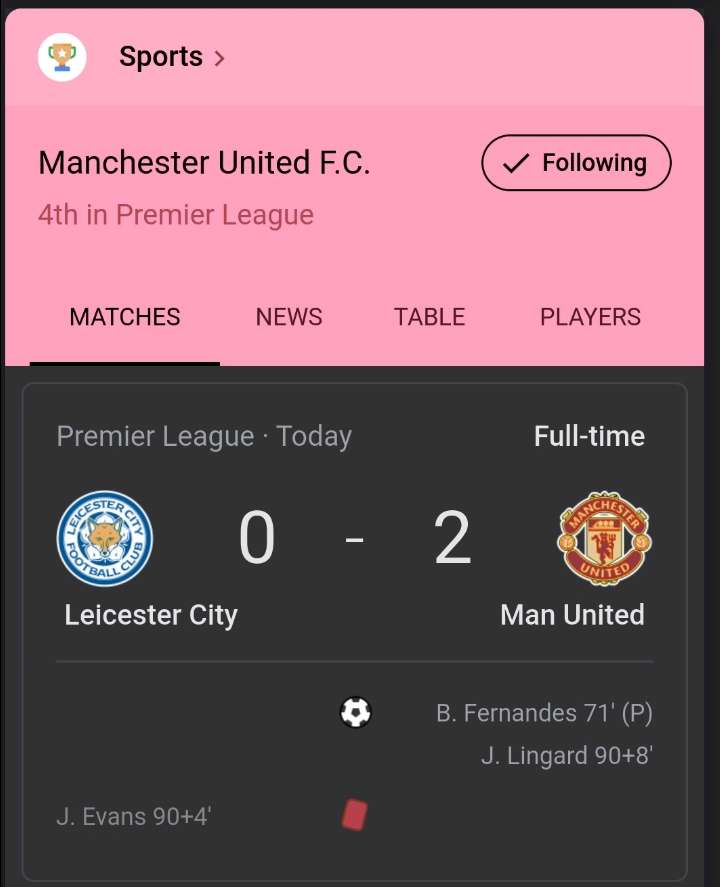 Sports >
Manchester United F.C.
Following
4th in Premier League
MATCHES NEWS TABLE PLAYERS
Premier League · Today Full-time
LEICESTER CITY
FOOTBALL CLUB
0 - 2
MANCHESTER
UNITED
Leicester City Man United
B. Fernandes 71' (P)
J. Lingard 90+8'
J. Evans 90+4'